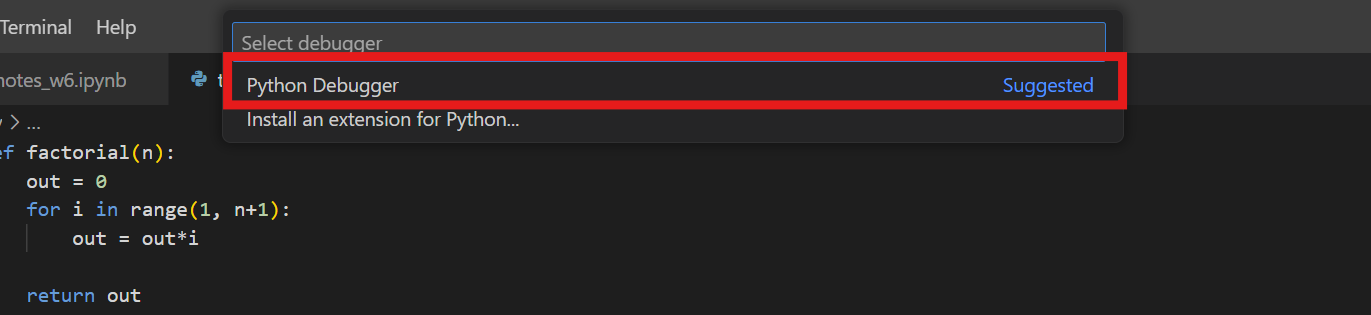 Terminal Help
Select debugger
notes_w6.ipynb
Python Debugger Suggested
Install an extension for Python...
> ...
def factorial(n):
out = 0
for i in range(1, n+1):
out = out*i
return out